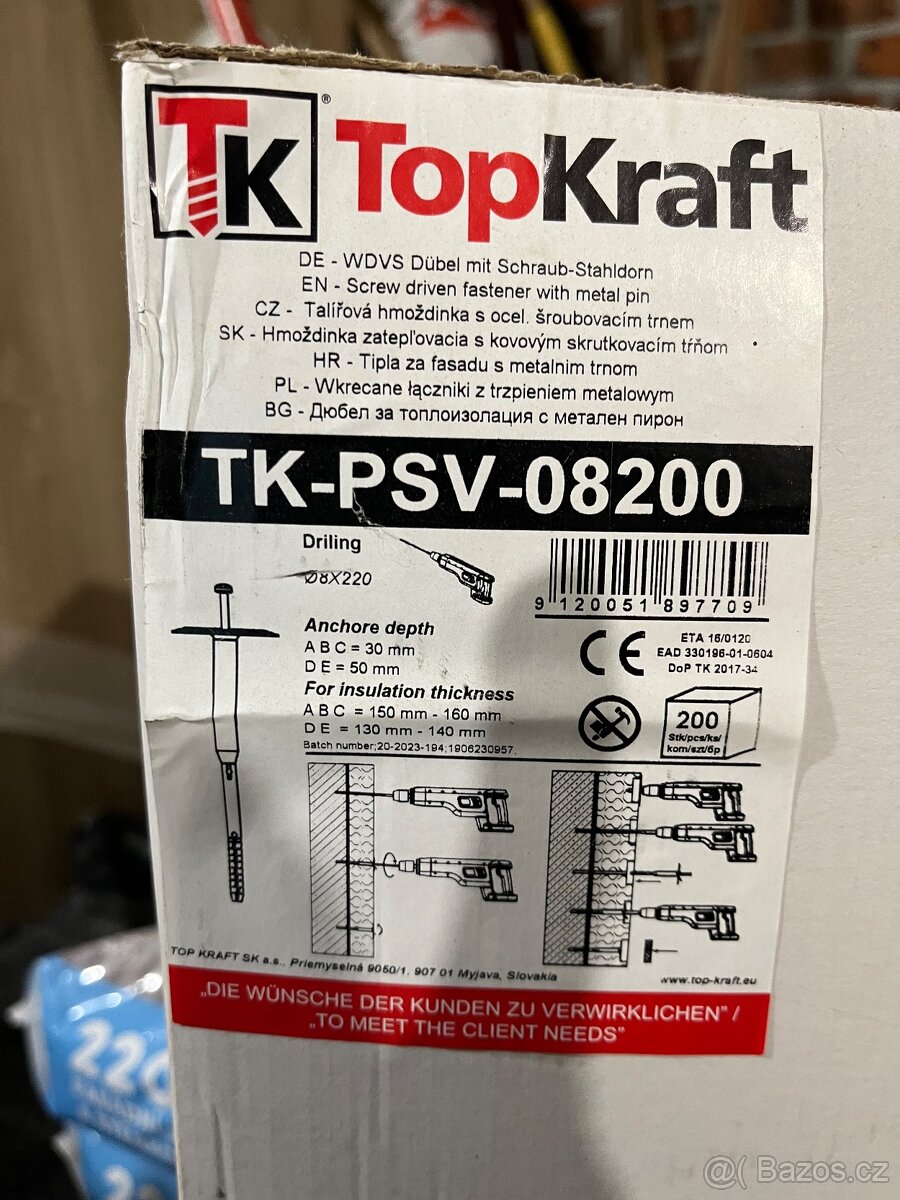 TK®
TopKraft
DE - WDVS Dübel mit Schraub-Stahldorn
EN - Screw driven fastener with metal pin
CZ - Talířová hmoždinka s ocel. šroubovacím trnem
SK - Hmoždinka zatepľovacia s kovovým skrutkovacím tŕňom
HR - Tipla za fasadu s metalnim trnom
PL - Wkrecane łączniki z trzpieniem metalowym
BG - Дюбел за топлоизолация с метален пирон
TK-PSV-08200
Driling
Ø8X220
9 120051 897709
Anchore depth
A B C = 30 mm
D E = 50 mm
For insulation thickness
A B C = 150 mm - 160 mm
D E = 130 mm - 140 mm
Batch number;20-2023-194;1906230957.
CE
ETA 16/0120
EAD 330196-01-0604
DoP TK 2017-34
200
Stk/pcs/ks/
kom/szt/бр
TOP KRAFT SK a.s., Priemyselná 9050/1, 907 01 Myjava, Slovakia
www.top-kraft.eu
„DIE WÜNSCHE DER KUNDEN ZU VERWIRKLICHEN” /
„TO MEET THE CLIENT NEEDS”
220
@( Bazos.cz